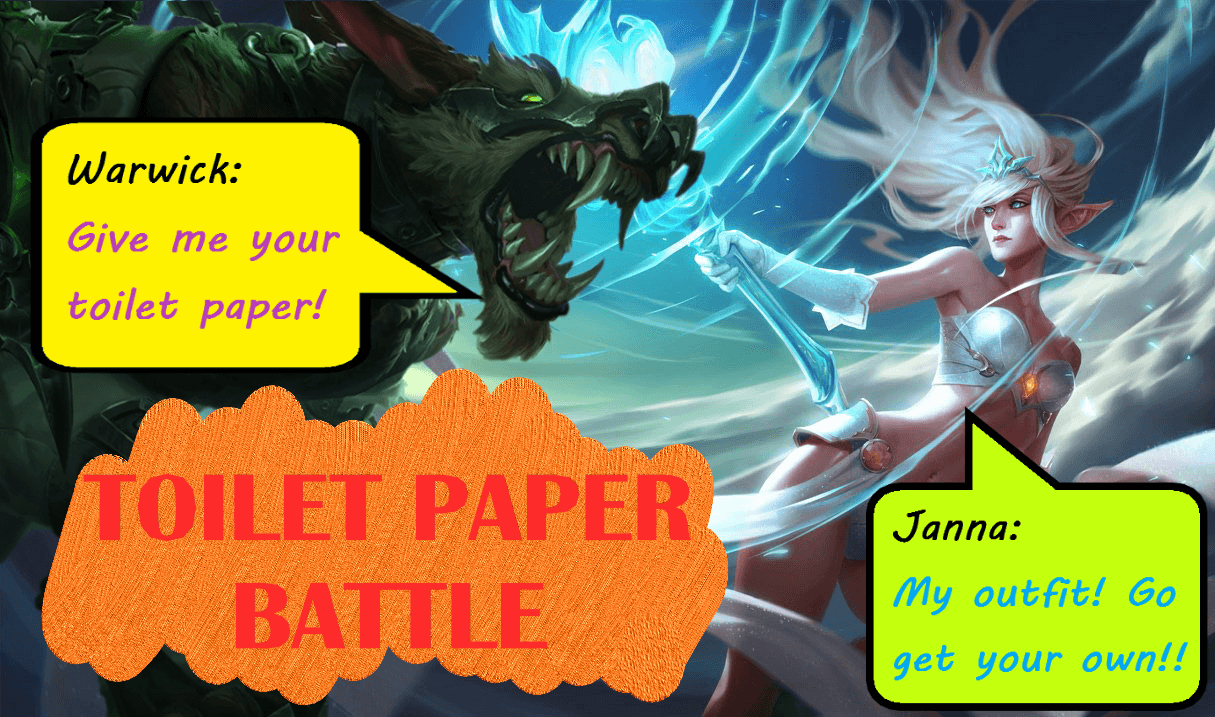 Warwick:
Give me your
toilet paper!
TOILET PAPER
BATTLE
Janna:
My outfit! Go
get your own!!